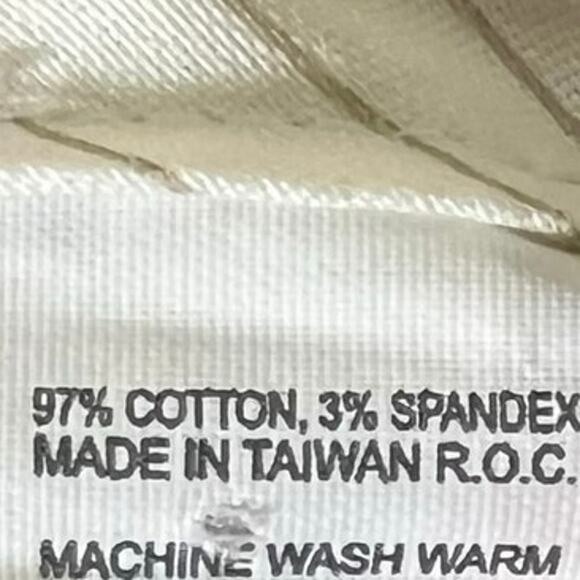 97% COTTON, 3% SPANDEX
MADE IN TAIWAN R.O.C.
MACHINE WASH WARM